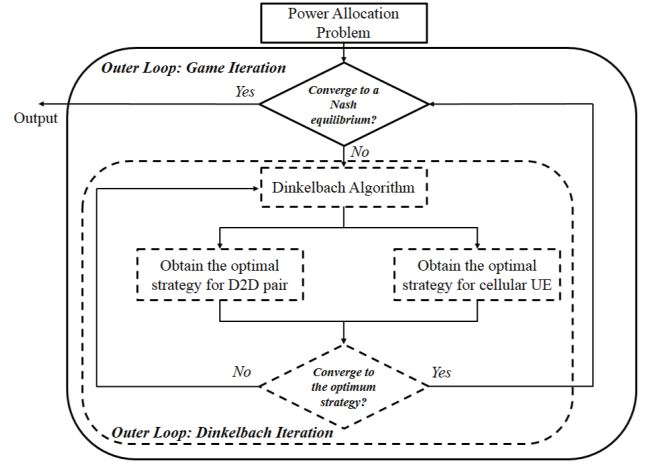 Power Allocation
Problem
Outer Loop: Game Iteration
Yes
Converge to a
Nash
equilibrium?
Output
No
Dinkelbach Algorithm
Obtain the optimal
strategy for D2D pair
Obtain the optimal
strategy for cellular UE
No
Converge to
the optimum
strategy?
Yes
Outer Loop: Dinkelbach Iteration